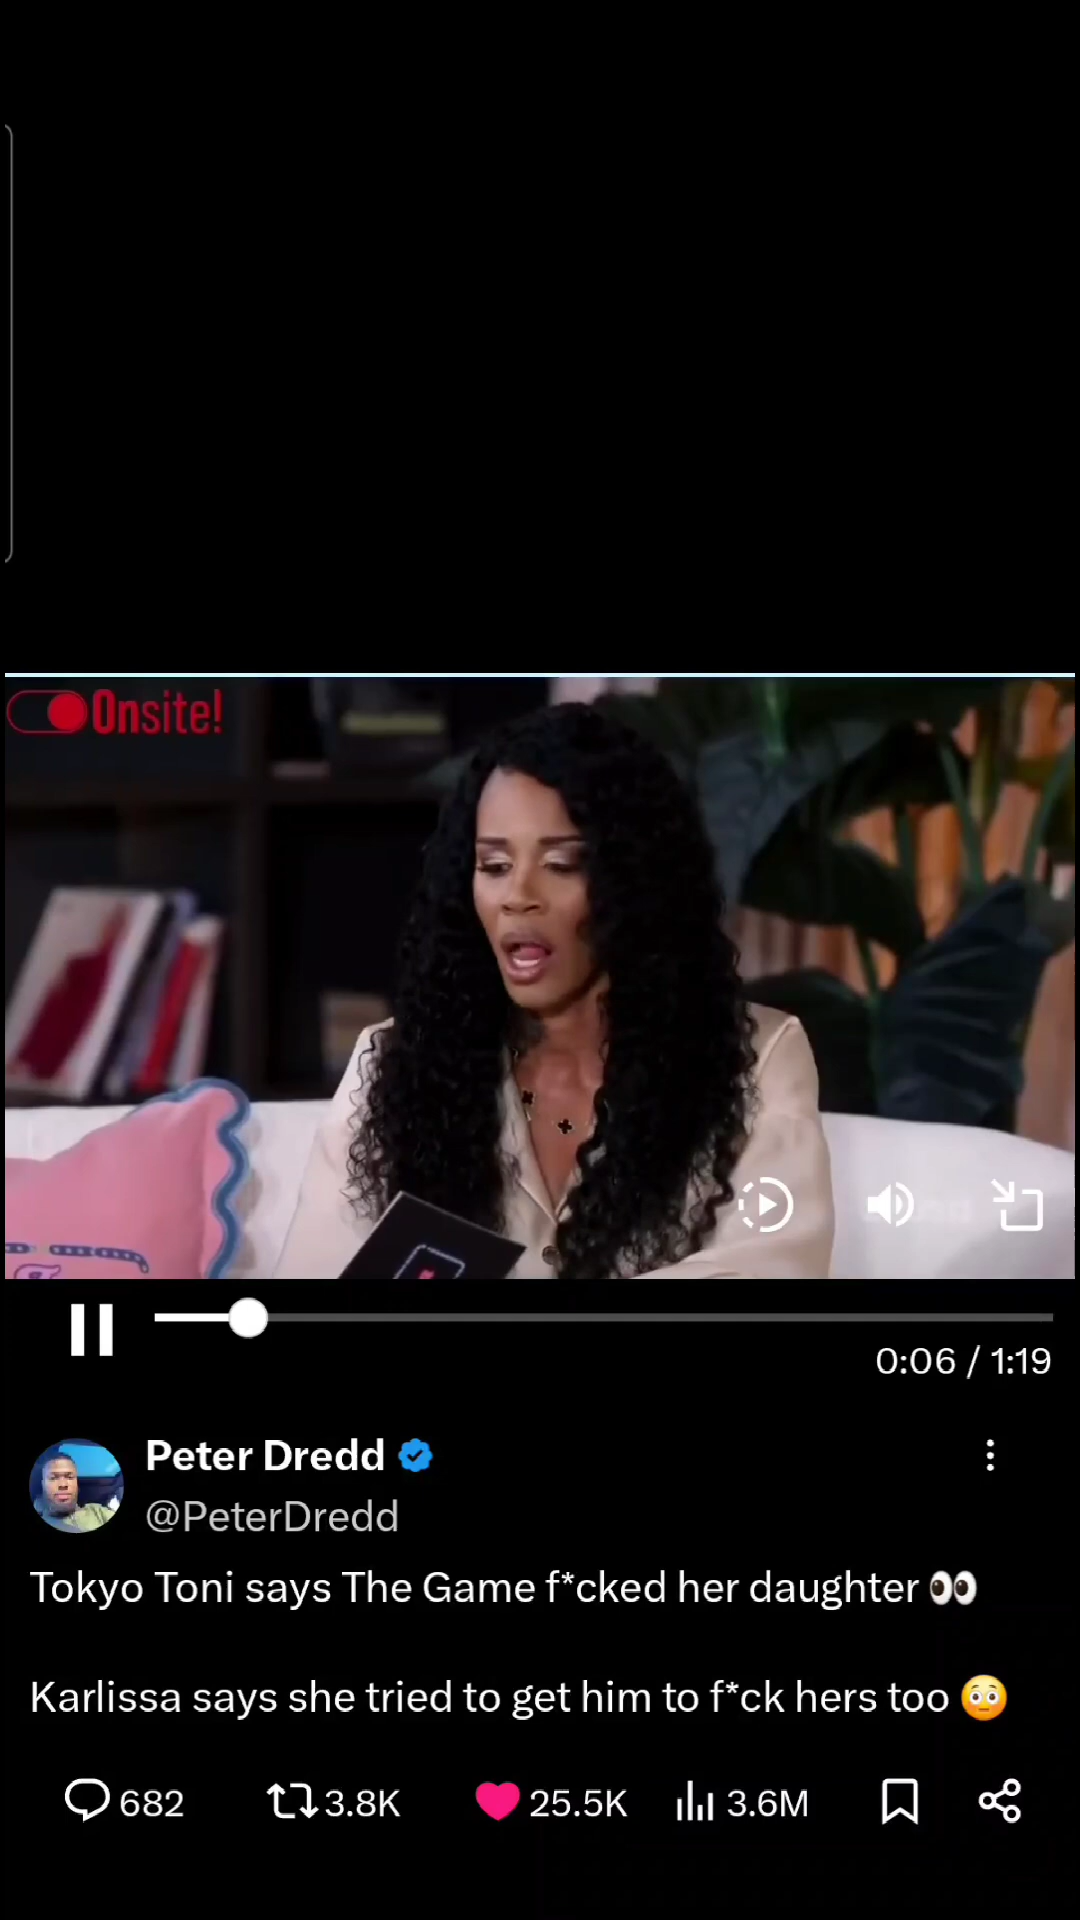 Onsite!
0:06 / 1:19
Peter Dredd
@PeterDredd
Tokyo Toni says The Game f*cked her daughter 👀
Karlissa says she tried to get him to f*ck hers too 😳
682 3.8K 25.5K 3.6M